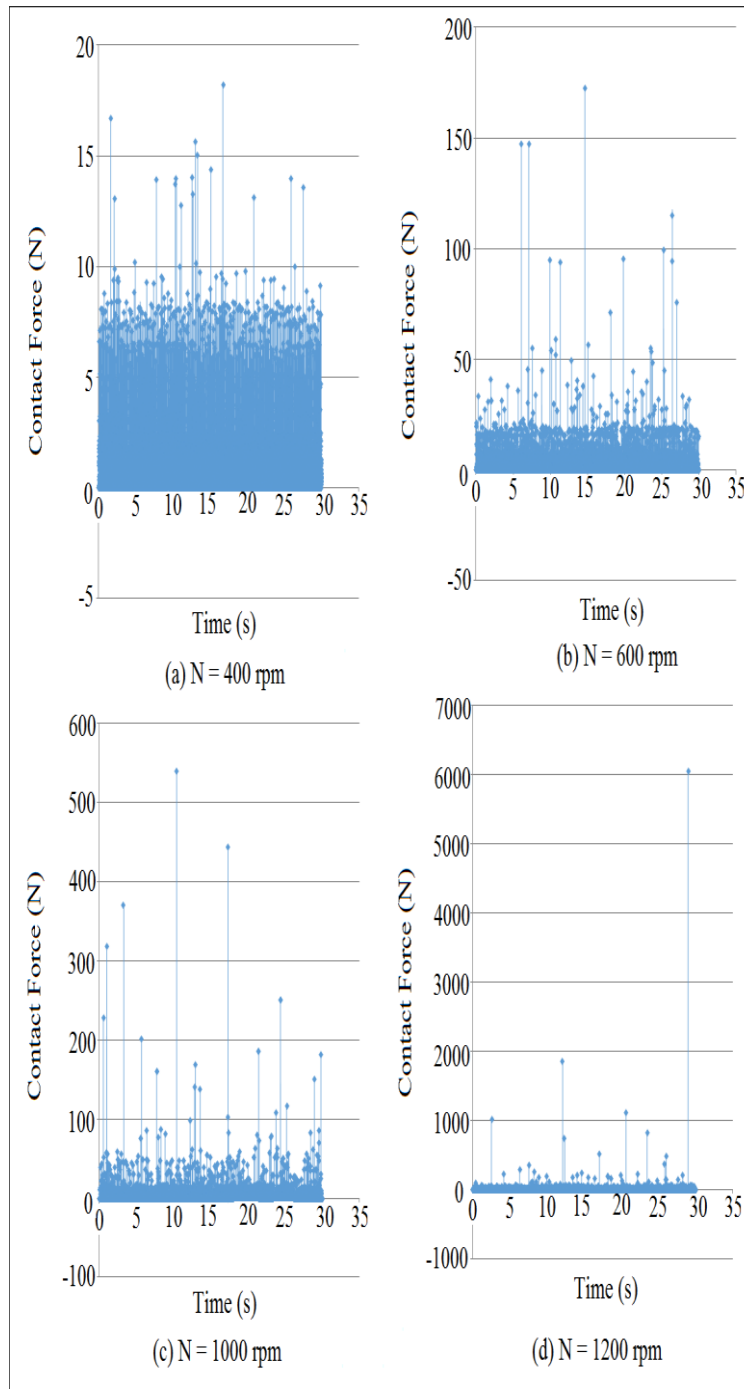 20
15
10
5
0
-5
0 5 10 15 20 25 30 35
Contact Force (N)
Time (s)
(a) N = 400 rpm
200
150
100
50
0
-50
0 5 10 15 20 25 30 35
Contact Force (N)
Time (s)
(b) N = 600 rpm
600
500
400
300
200
100
0
-100
0 5 10 15 20 25 30 35
Contact Force (N)
Time (s)
(c) N = 1000 rpm
7000
6000
5000
4000
3000
2000
1000
0
-1000
0 5 10 15 20 25 30 35
Contact Force (N)
Time (s)
(d) N = 1200 rpm